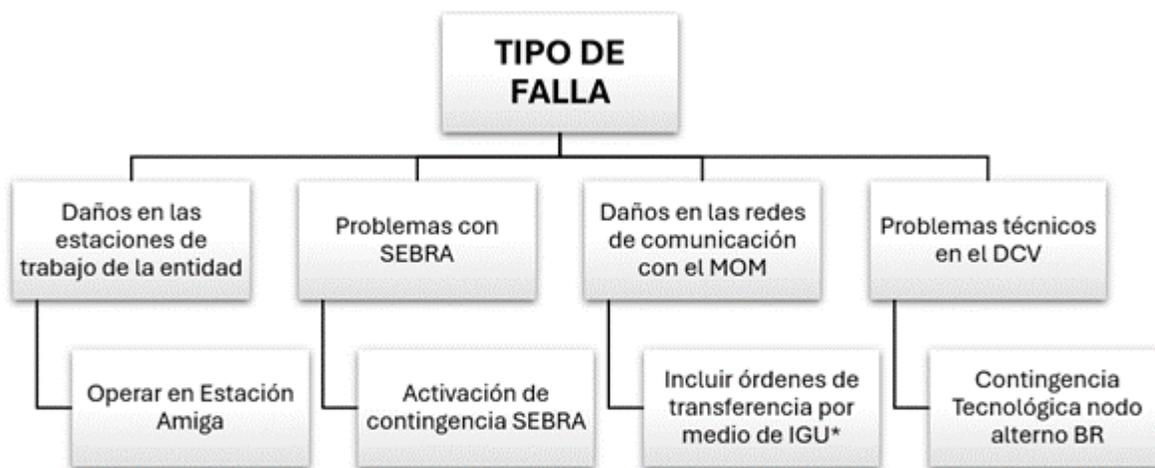 TIPO DE
FALLA
Daños en las
estaciones de
trabajo de la entidad
Problemas con
SEBRA
Daños en las redes
de comunicación
con el MOM
Problemas técnicos
en el DCV
Operar en Estación
Amiga
Activación de
contingencia SEBRA
Incluir órdenes de
transferencia por
medio de IGU*
Contingencia
Tecnológica nodo
alterno BR